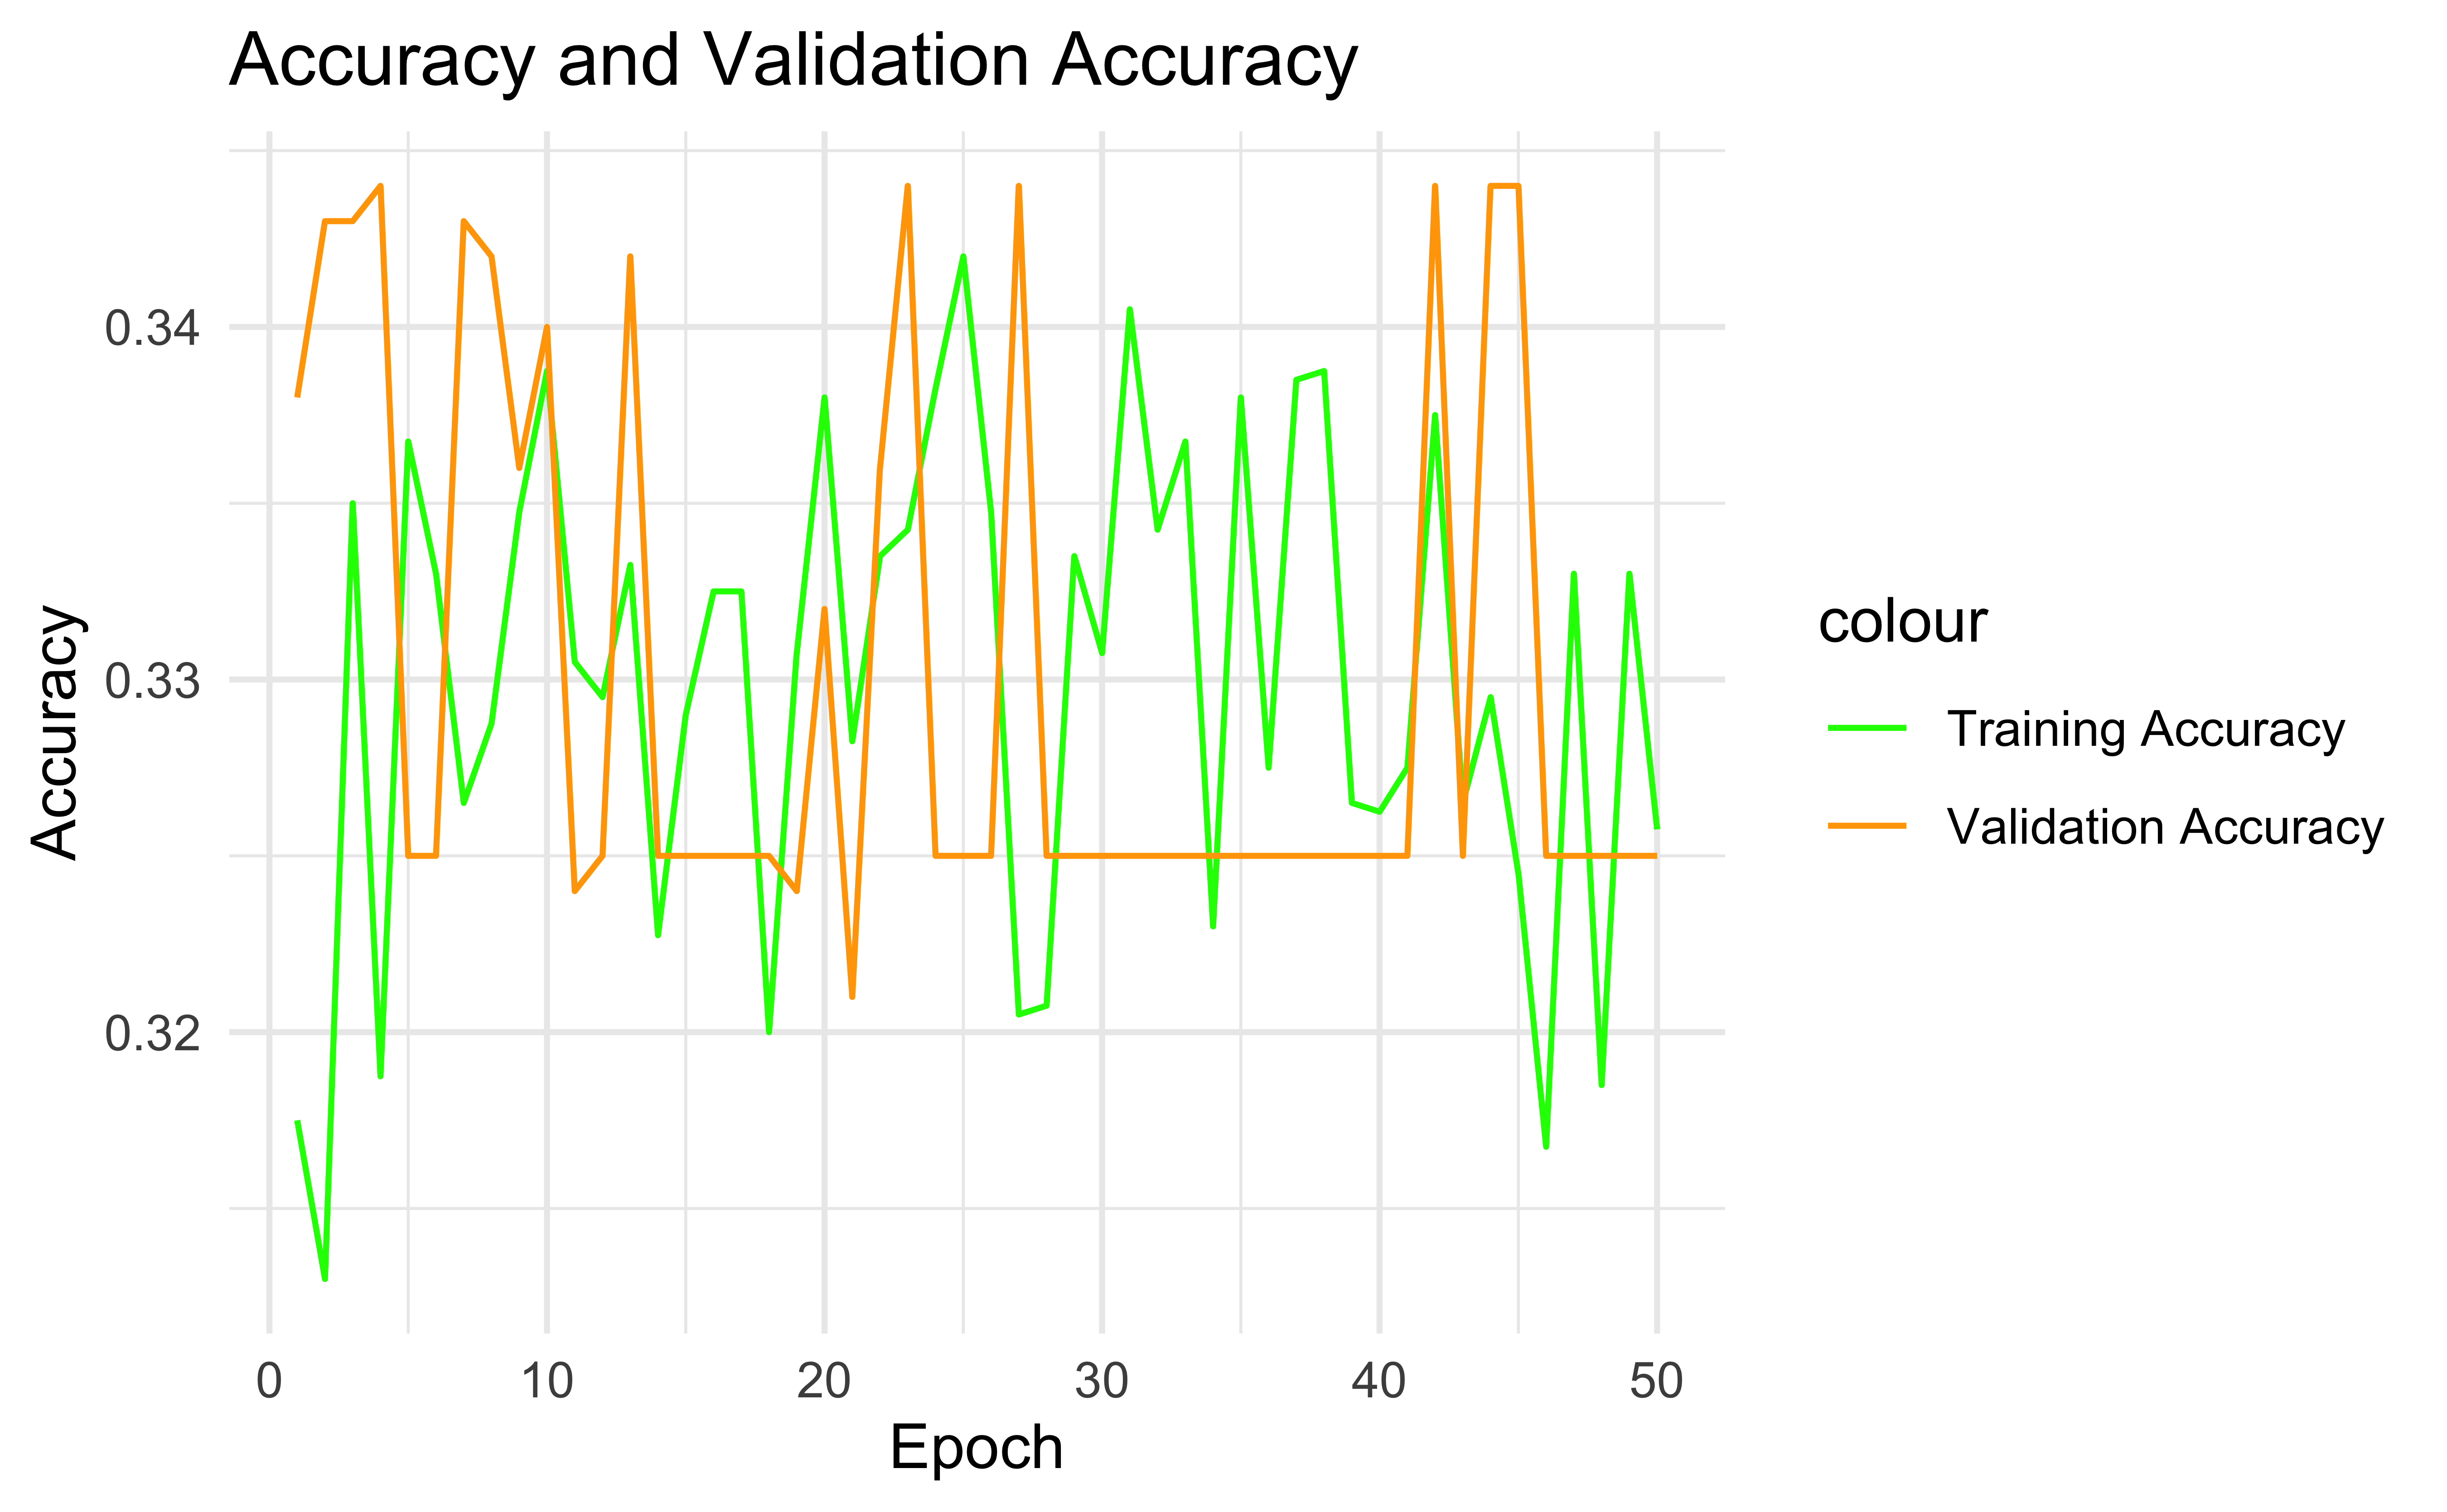 Accuracy and Validation Accuracy
Accuracy
0.34
0.33
0.32
0 10 20 30 40 50
Epoch
colour
Training Accuracy
Validation Accuracy